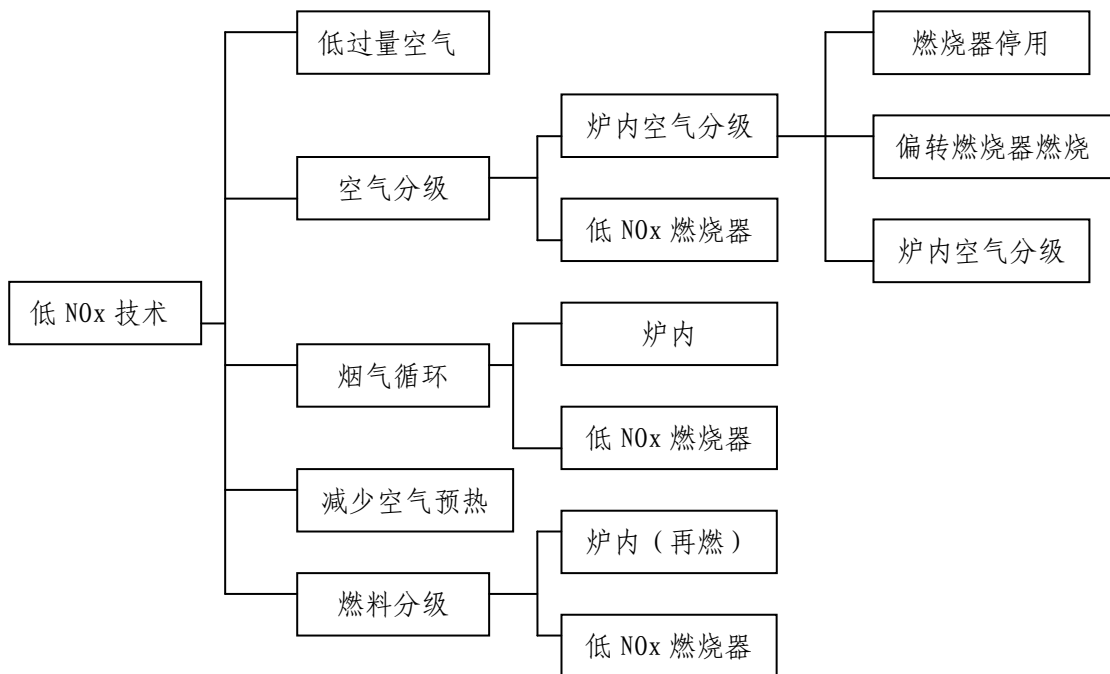 低 NOx 技术
低过量空气
空气分级
炉内空气分级
燃烧器停用
偏转燃烧器燃烧
炉内空气分级
低 NOx 燃烧器
烟气循环
炉内
低 NOx 燃烧器
减少空气预热
燃料分级
炉内（再燃）
低 NOx 燃烧器